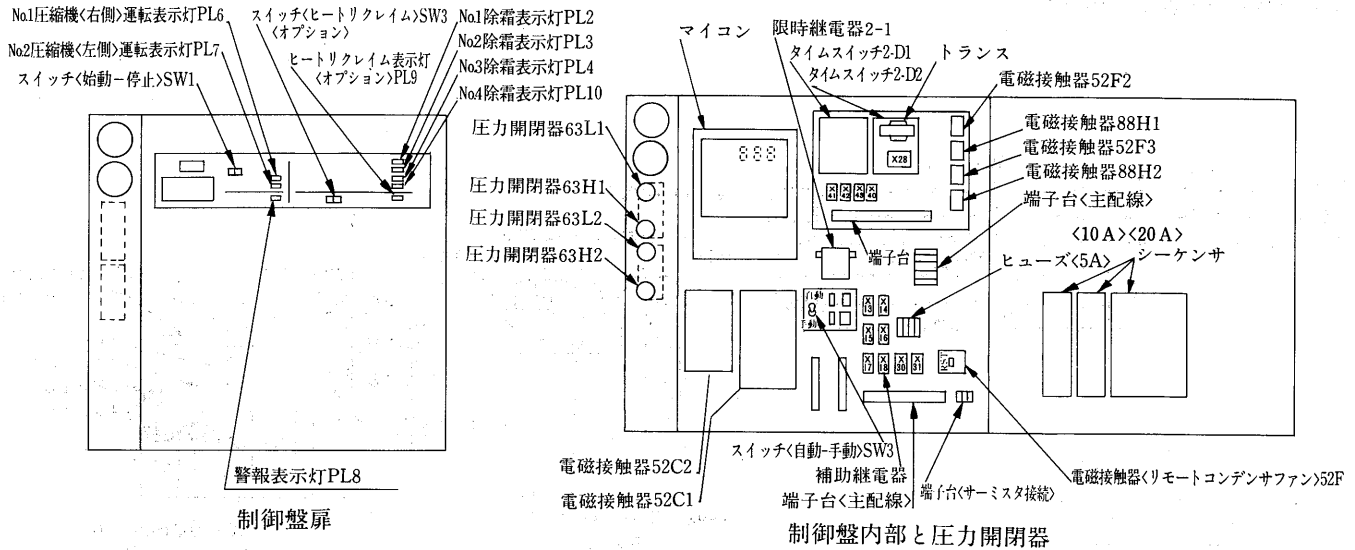 No.1圧縮機〈右側〉運転表示灯PL6
No.2圧縮機〈左側〉運転表示灯PL7
スイッチ〈始動-停止〉SW1
スイッチ〈ヒートリクレイム〉SW3
〈オプション〉
ヒートリクレイム表示灯
〈オプション〉PL9
No.1除霜表示灯PL2
No.2除霜表示灯PL3
No.3除霜表示灯PL4
No.4除霜表示灯PL10
警報表示灯PL8
制御盤扉
圧力開閉器63L1
圧力開閉器63H1
圧力開閉器63L2
圧力開閉器63H2
マイコン
限時継電器2-1
タイムスイッチ2-D1
タイムスイッチ2-D2
トランス
電磁接触器52F2
電磁接触器88H1
電磁接触器52F3
電磁接触器88H2
端子台〈主配線〉
〈10A〉〈20A〉
ヒューズ〈5A〉
シーケンサ
888
X28
X41
X42
X49
X40
端子台
自動
手動
X13
X14
X15
X16
X17
X18
X30
X31
電磁接触器52C2
電磁接触器52C1
スイッチ〈自動-手動〉SW3
補助継電器
端子台〈主配線〉
端子台〈サーミスタ接続〉
電磁接触器〈リモートコンデンサファン〉52F
制御盤内部と圧力開閉器